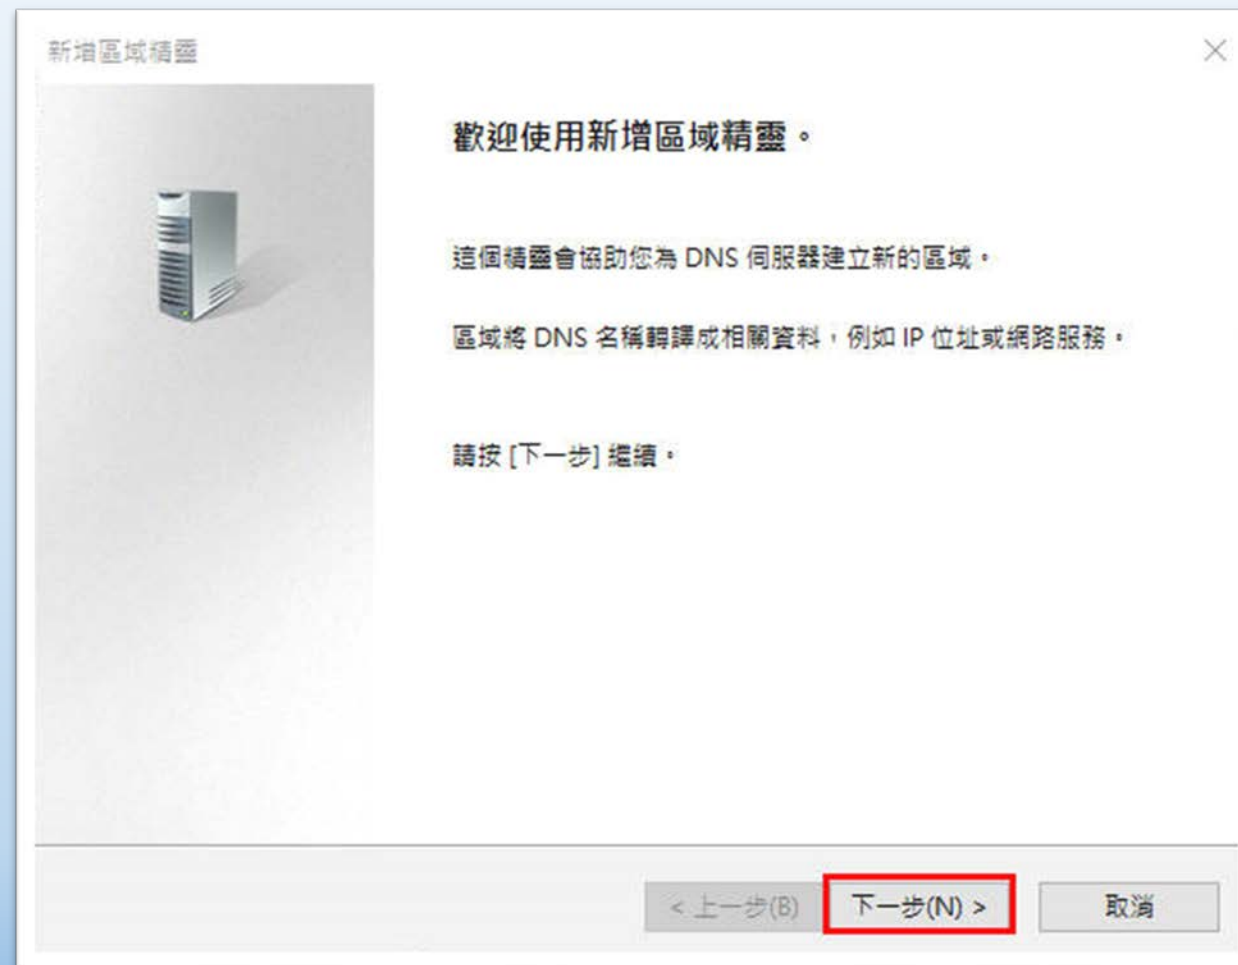 新增區域精靈
歡迎使用新增區域精靈。
這個精靈會協助您為 DNS 伺服器建立新的區域。
區域將 DNS 名稱轉譯成相關資料,例如 IP 位址或網路服務。
請按 [下一步] 繼續。
< 上一步(B)
下一步(N) >
取消